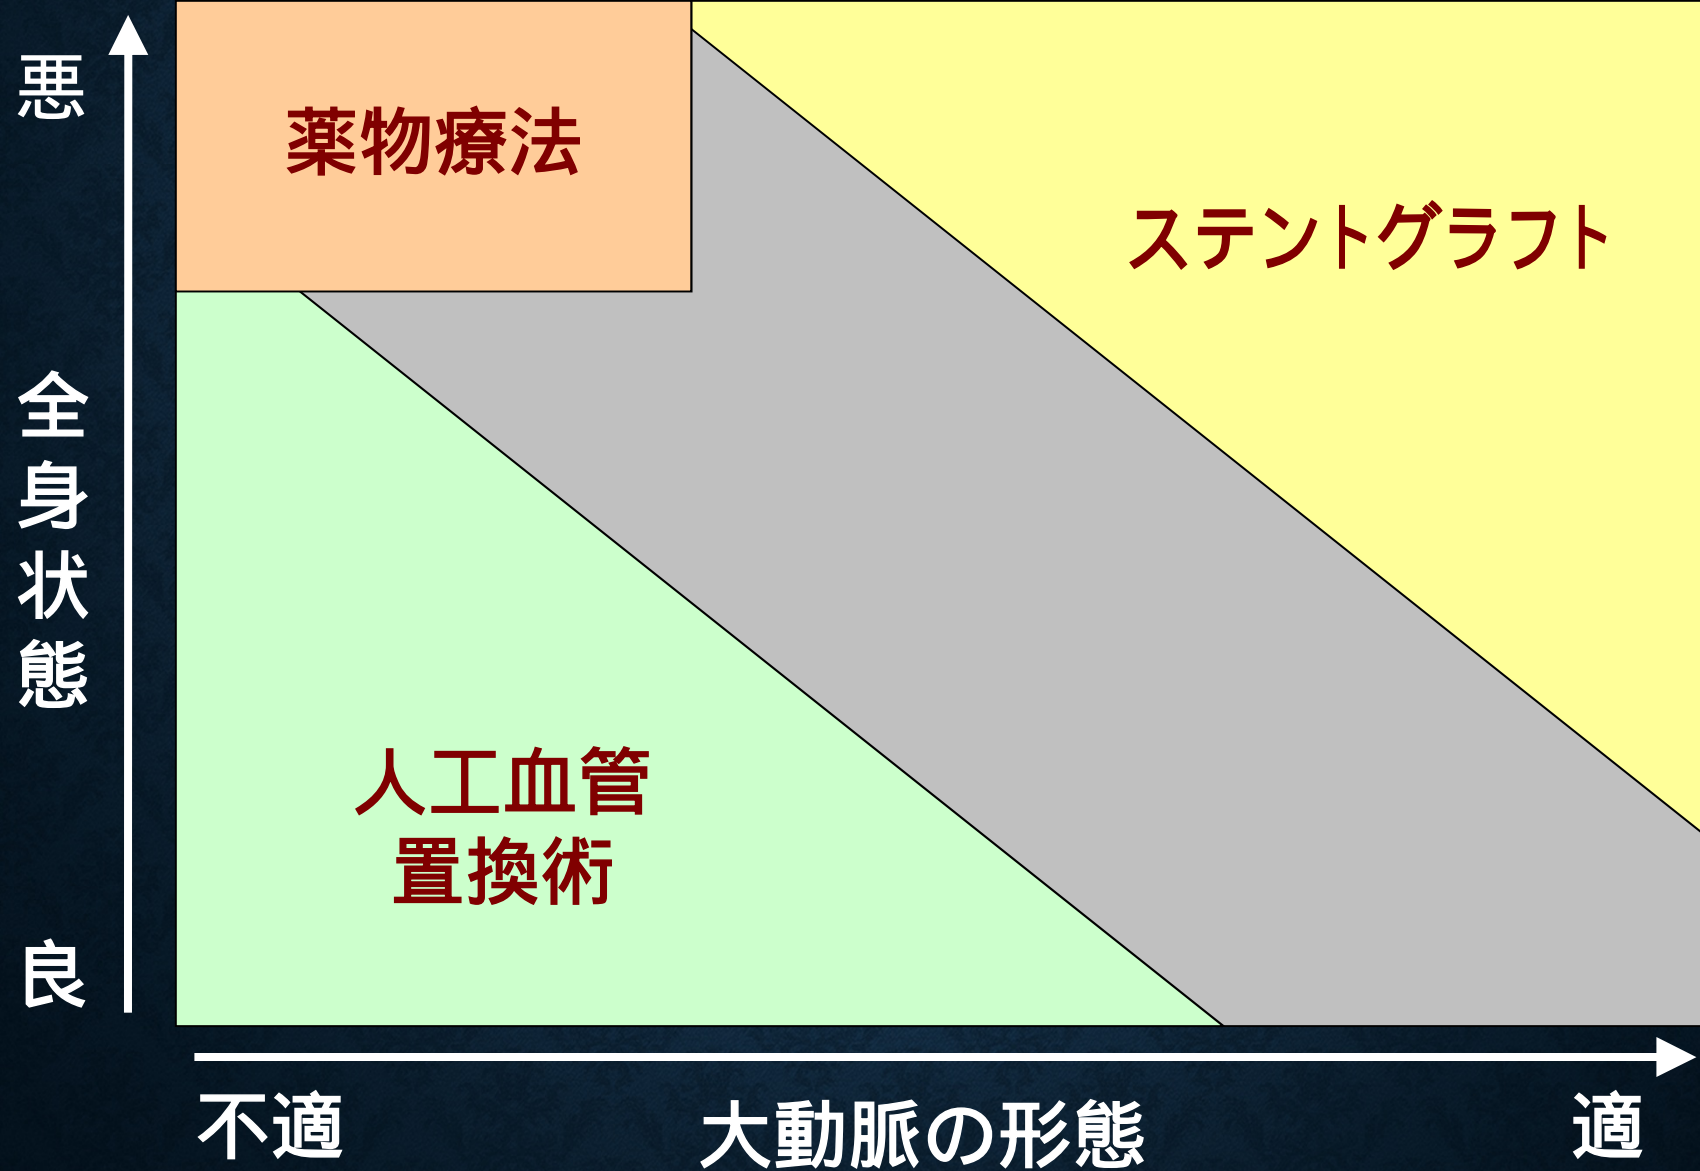 悪
薬物療法
ステントグラフト
全身状態
人工血管
置換術
良
不適
大動脈の形態
適